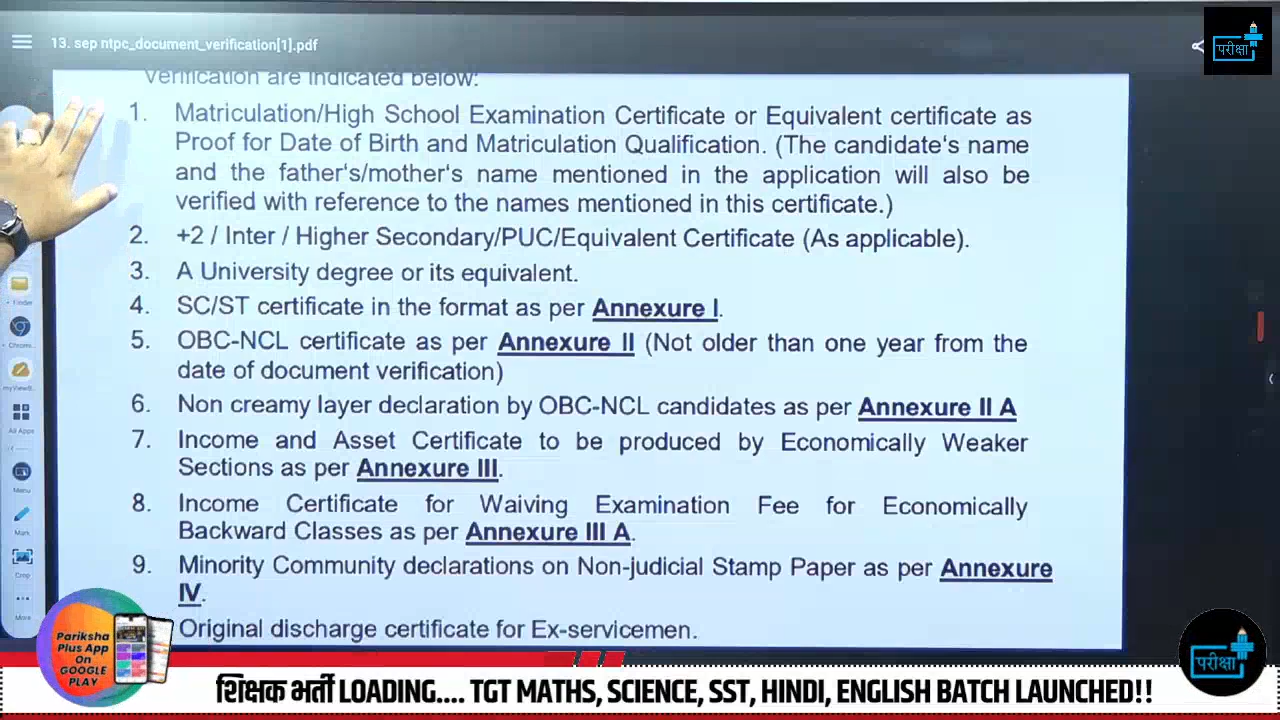 13. sep ntpc_document_verification[1].pdf
परीक्षा
Verification are indicated below:
1. Matriculation/High School Examination Certificate or Equivalent certificate as
Proof for Date of Birth and Matriculation Qualification. (The candidate's name
and the father's/mother's name mentioned in the application will also be
verified with reference to the names mentioned in this certificate.)
2. +2 / Inter / Higher Secondary/PUC/Equivalent Certificate (As applicable).
3. A University degree or its equivalent.
4. SC/ST certificate in the format as per Annexure I.
5. OBC-NCL certificate as per Annexure II (Not older than one year from the
date of document verification)
6. Non creamy layer declaration by OBC-NCL candidates as per Annexure II A
7. Income and Asset Certificate to be produced by Economically Weaker
Sections as per Annexure III.
8. Income Certificate for Waiving Examination Fee for Economically
Backward Classes as per Annexure III A.
9. Minority Community declarations on Non-judicial Stamp Paper as per Annexure
IV.
Original discharge certificate for Ex-servicemen.
Finder
All Apps
Menu
Mark
Crop
More
Pariksha
Plus App
On
GOOGLE
PLAY
परीक्षा
शिक्षक भर्ती LOADING.... TGT MATHS, SCIENCE, SST, HINDI, ENGLISH BATCH LAUNCHED!!